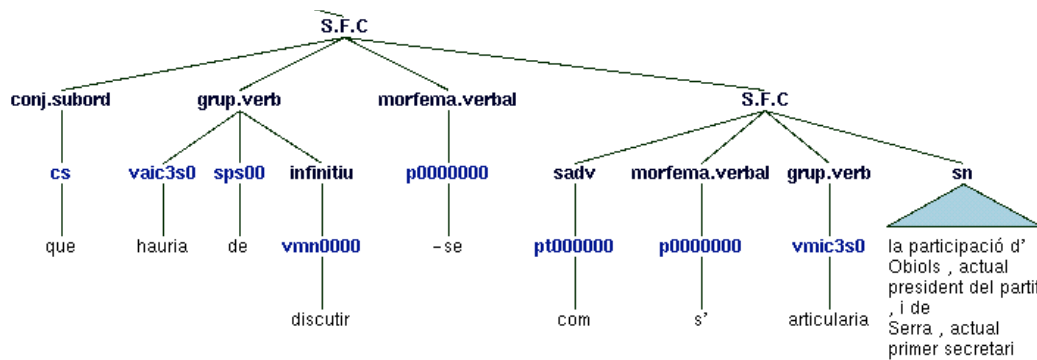 S.F.C
conj.subord grup.verb morfema.verbal S.F.C
cs vaic3s0 sps00 infinitiu p0000000 sadv morfema.verbal grup.verb sn
que hauria de vmn0000 -se pt000000 p0000000 vmic3s0 la participació d'
Obiols , actual
president del partit
, i de
discutir com s' articularia Serra , actual
primer secretari